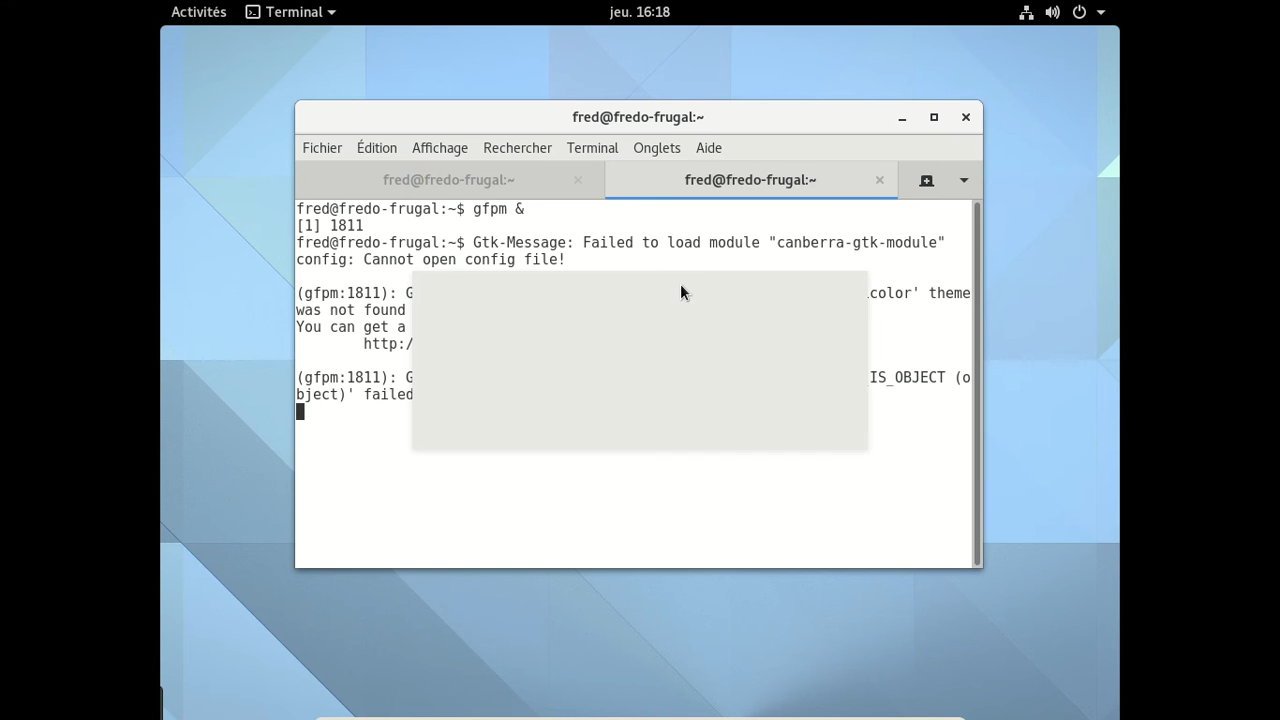 Activités Terminal jeu. 16:18
fred@fredo-frugal:~
Fichier Édition Affichage Rechercher Terminal Onglets Aide
fred@fredo-frugal:~ fred@fredo-frugal:~
fred@fredo-frugal:~$ gfpm &
[1] 1811
fred@fredo-frugal:~$ Gtk-Message: Failed to load module "canberra-gtk-module"
config: Cannot open config file!
(gfpm:1811): G color' theme
was not found
You can get a
http:/
(gfpm:1811): G IS_OBJECT (o
bject)' failed